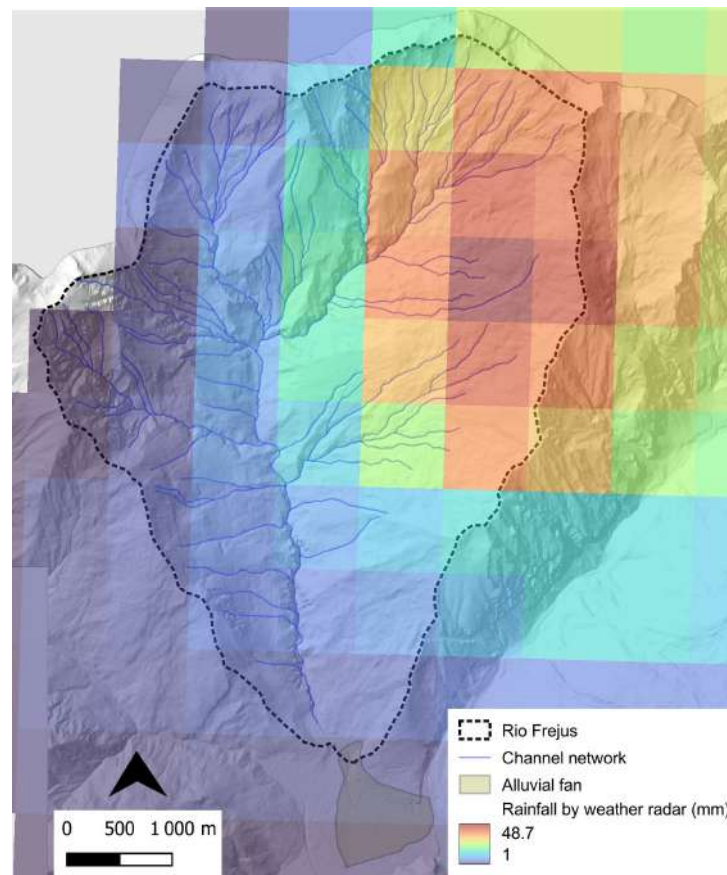 Rio Frejus
Channel network
Alluvial fan
Rainfall by weather radar (mm)
48.7
1
0 500 1 000 m